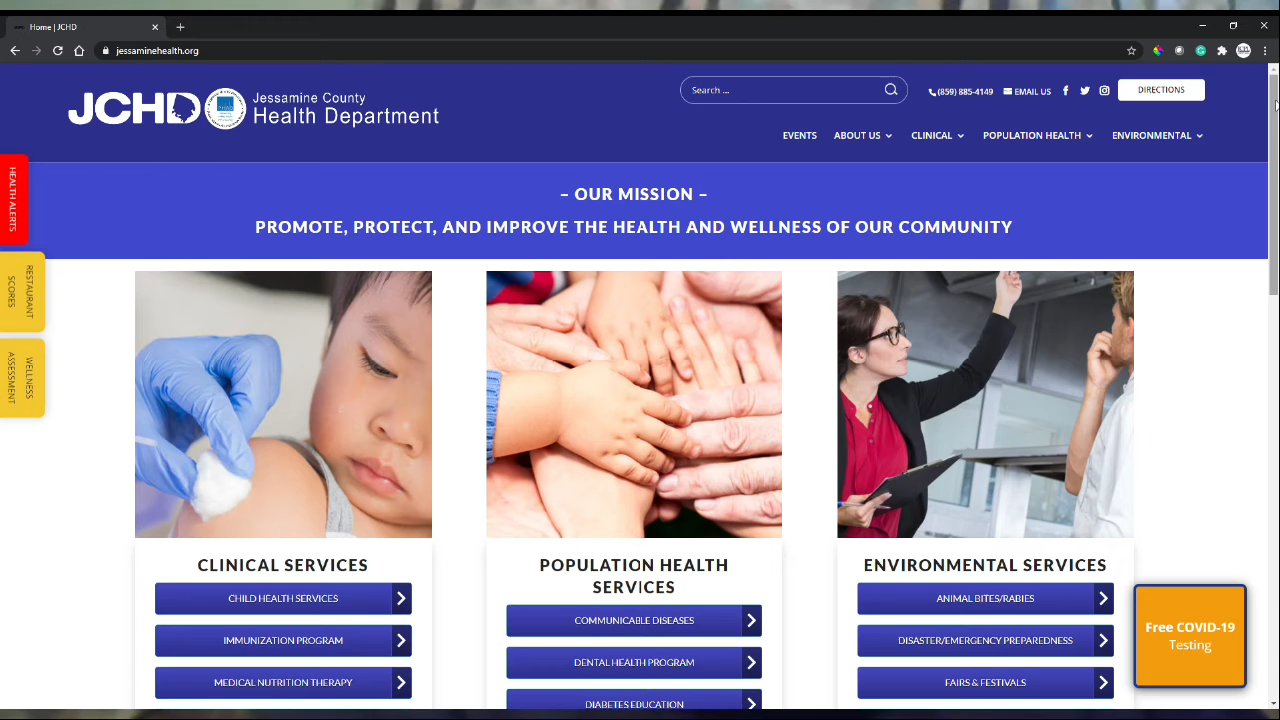 Home | JCHD
jessaminehealth.org
JCHD
Jessamine County
Health Department
Search ...
(859) 885-4149
EMAIL US
DIRECTIONS
EVENTS
ABOUT US
CLINICAL
POPULATION HEALTH
ENVIRONMENTAL
HEALTH ALERTS
RESTAURANT
SCORES
WELLNESS
ASSESSMENT
– OUR MISSION –
PROMOTE, PROTECT, AND IMPROVE THE HEALTH AND WELLNESS OF OUR COMMUNITY
CLINICAL SERVICES
CHILD HEALTH SERVICES
IMMUNIZATION PROGRAM
MEDICAL NUTRITION THERAPY
POPULATION HEALTH
SERVICES
COMMUNICABLE DISEASES
DENTAL HEALTH PROGRAM
DIABETES EDUCATION
ENVIRONMENTAL SERVICES
ANIMAL BITES/RABIES
DISASTER/EMERGENCY PREPAREDNESS
FAIRS & FESTIVALS
Free COVID-19
Testing